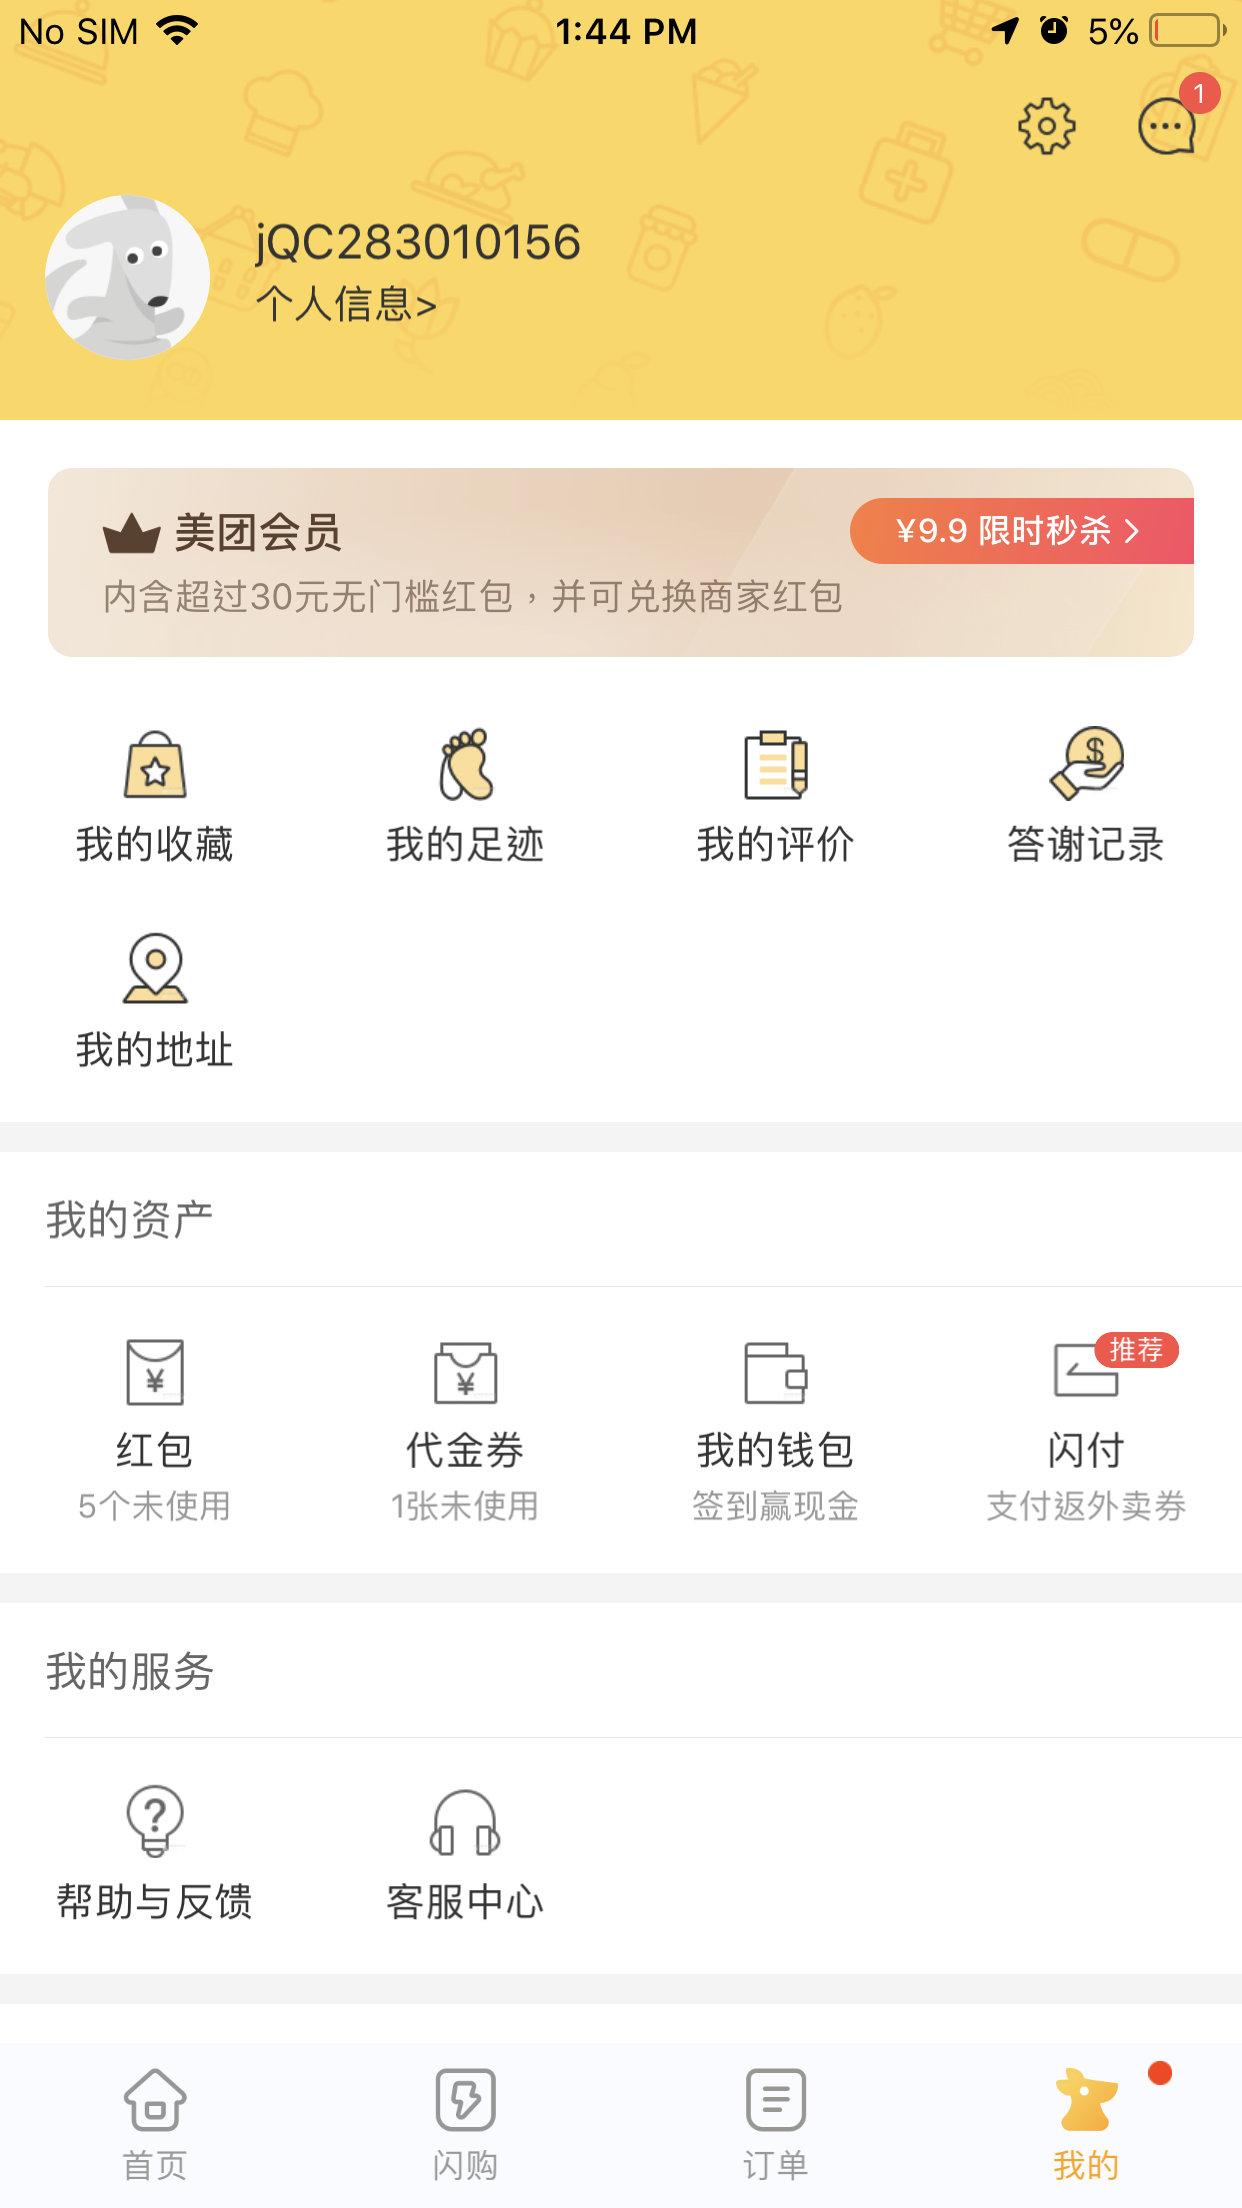 No SIM 1:44 PM 5%
1
jQC283010156
个人信息>
美团会员
¥9.9 限时秒杀 >
内含超过30元无门槛红包，并可兑换商家红包
我的收藏 我的足迹 我的评价 答谢记录
我的地址
我的资产
推荐
红包 代金券 我的钱包 闪付
5个未使用 1张未使用 签到赢现金 支付返外卖券
我的服务
帮助与反馈 客服中心
首页 闪购 订单 我的